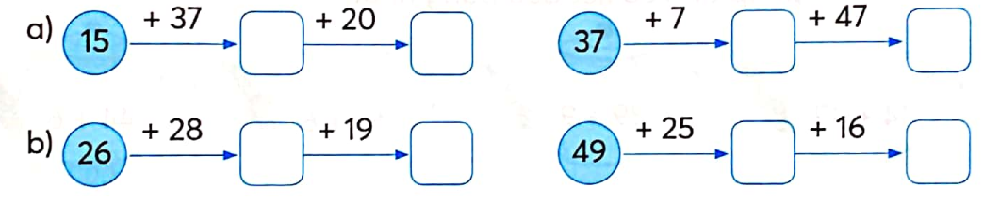 a) 15 + 37 + 20 37 + 7 + 47
b) 26 + 28 + 19 49 + 25 + 16